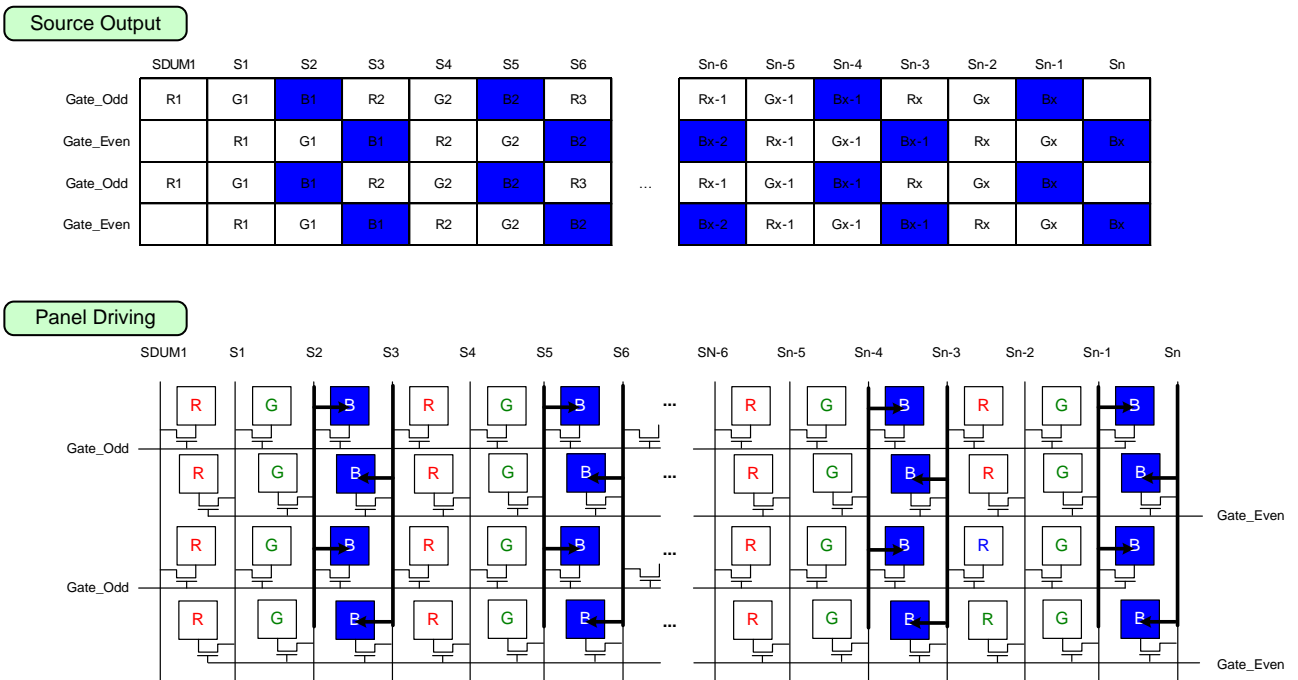 Source Output
SDUM1 S1 S2 S3 S4 S5 S6 Sn-6 Sn-5 Sn-4 Sn-3 Sn-2 Sn-1 Sn
Gate_Odd R1 G1 B1 R2 G2 B2 R3 Rx-1 Gx-1 Bx-1 Rx Gx Bx
Gate_Even R1 G1 B1 R2 G2 B2 Bx-2 Rx-1 Gx-1 Bx-1 Rx Gx Bx
Gate_Odd R1 G1 B1 R2 G2 B2 R3 ... Rx-1 Gx-1 Bx-1 Rx Gx Bx
Gate_Even R1 G1 B1 R2 G2 B2 Bx-2 Rx-1 Gx-1 Bx-1 Rx Gx Bx
Panel Driving
SDUM1 S1 S2 S3 S4 S5 S6 SN-6 Sn-5 Sn-4 Sn-3 Sn-2 Sn-1 Sn
R G B R G B ... R G B R G B
Gate_Odd
R G B R G B ... R G B R G B
Gate_Even
R G B R G B ... R G B R G B
Gate_Odd
R G B R G B ... R G B R G B
Gate_Even